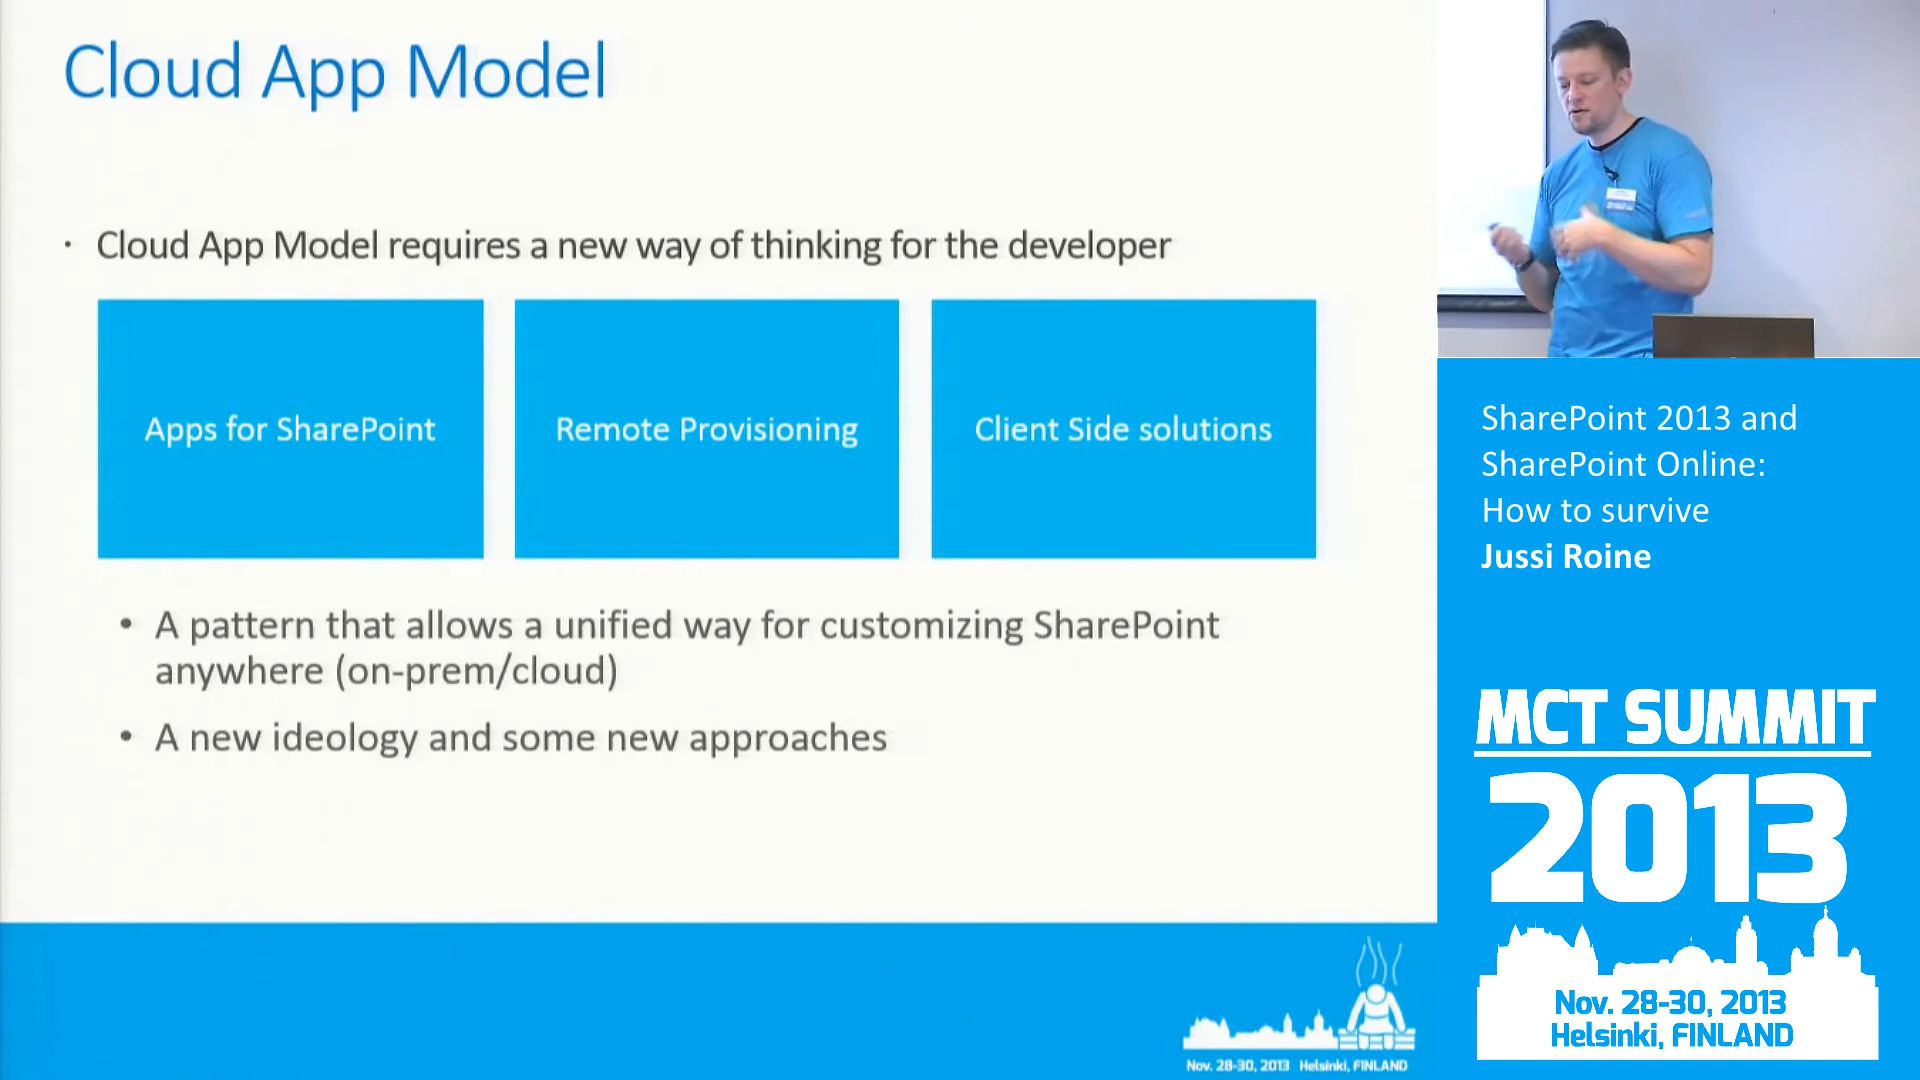 Cloud App Model
· Cloud App Model requires a new way of thinking for the developer
Apps for SharePoint
Remote Provisioning
Client Side solutions
• A pattern that allows a unified way for customizing SharePoint
anywhere (on-prem/cloud)
• A new ideology and some new approaches
Nov. 28-30, 2013 Helsinki, FINLAND
SharePoint 2013 and
SharePoint Online:
How to survive
Jussi Roine
MCT SUMMIT
2013
Nov. 28-30, 2013
Helsinki, FINLAND